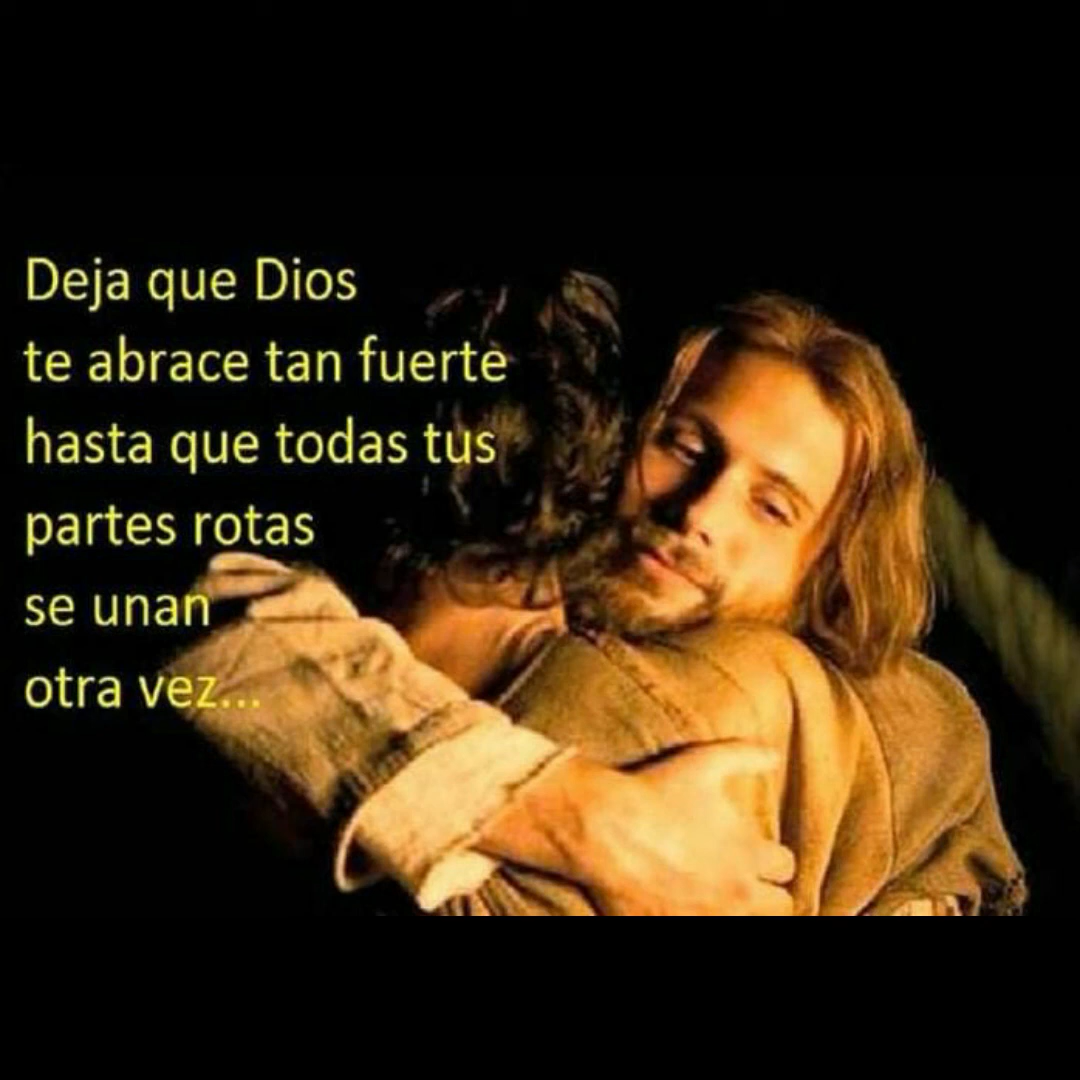 Deja que Dios
te abrace tan fuerte
hasta que todas tus
partes rotas
se unan
otra vez...